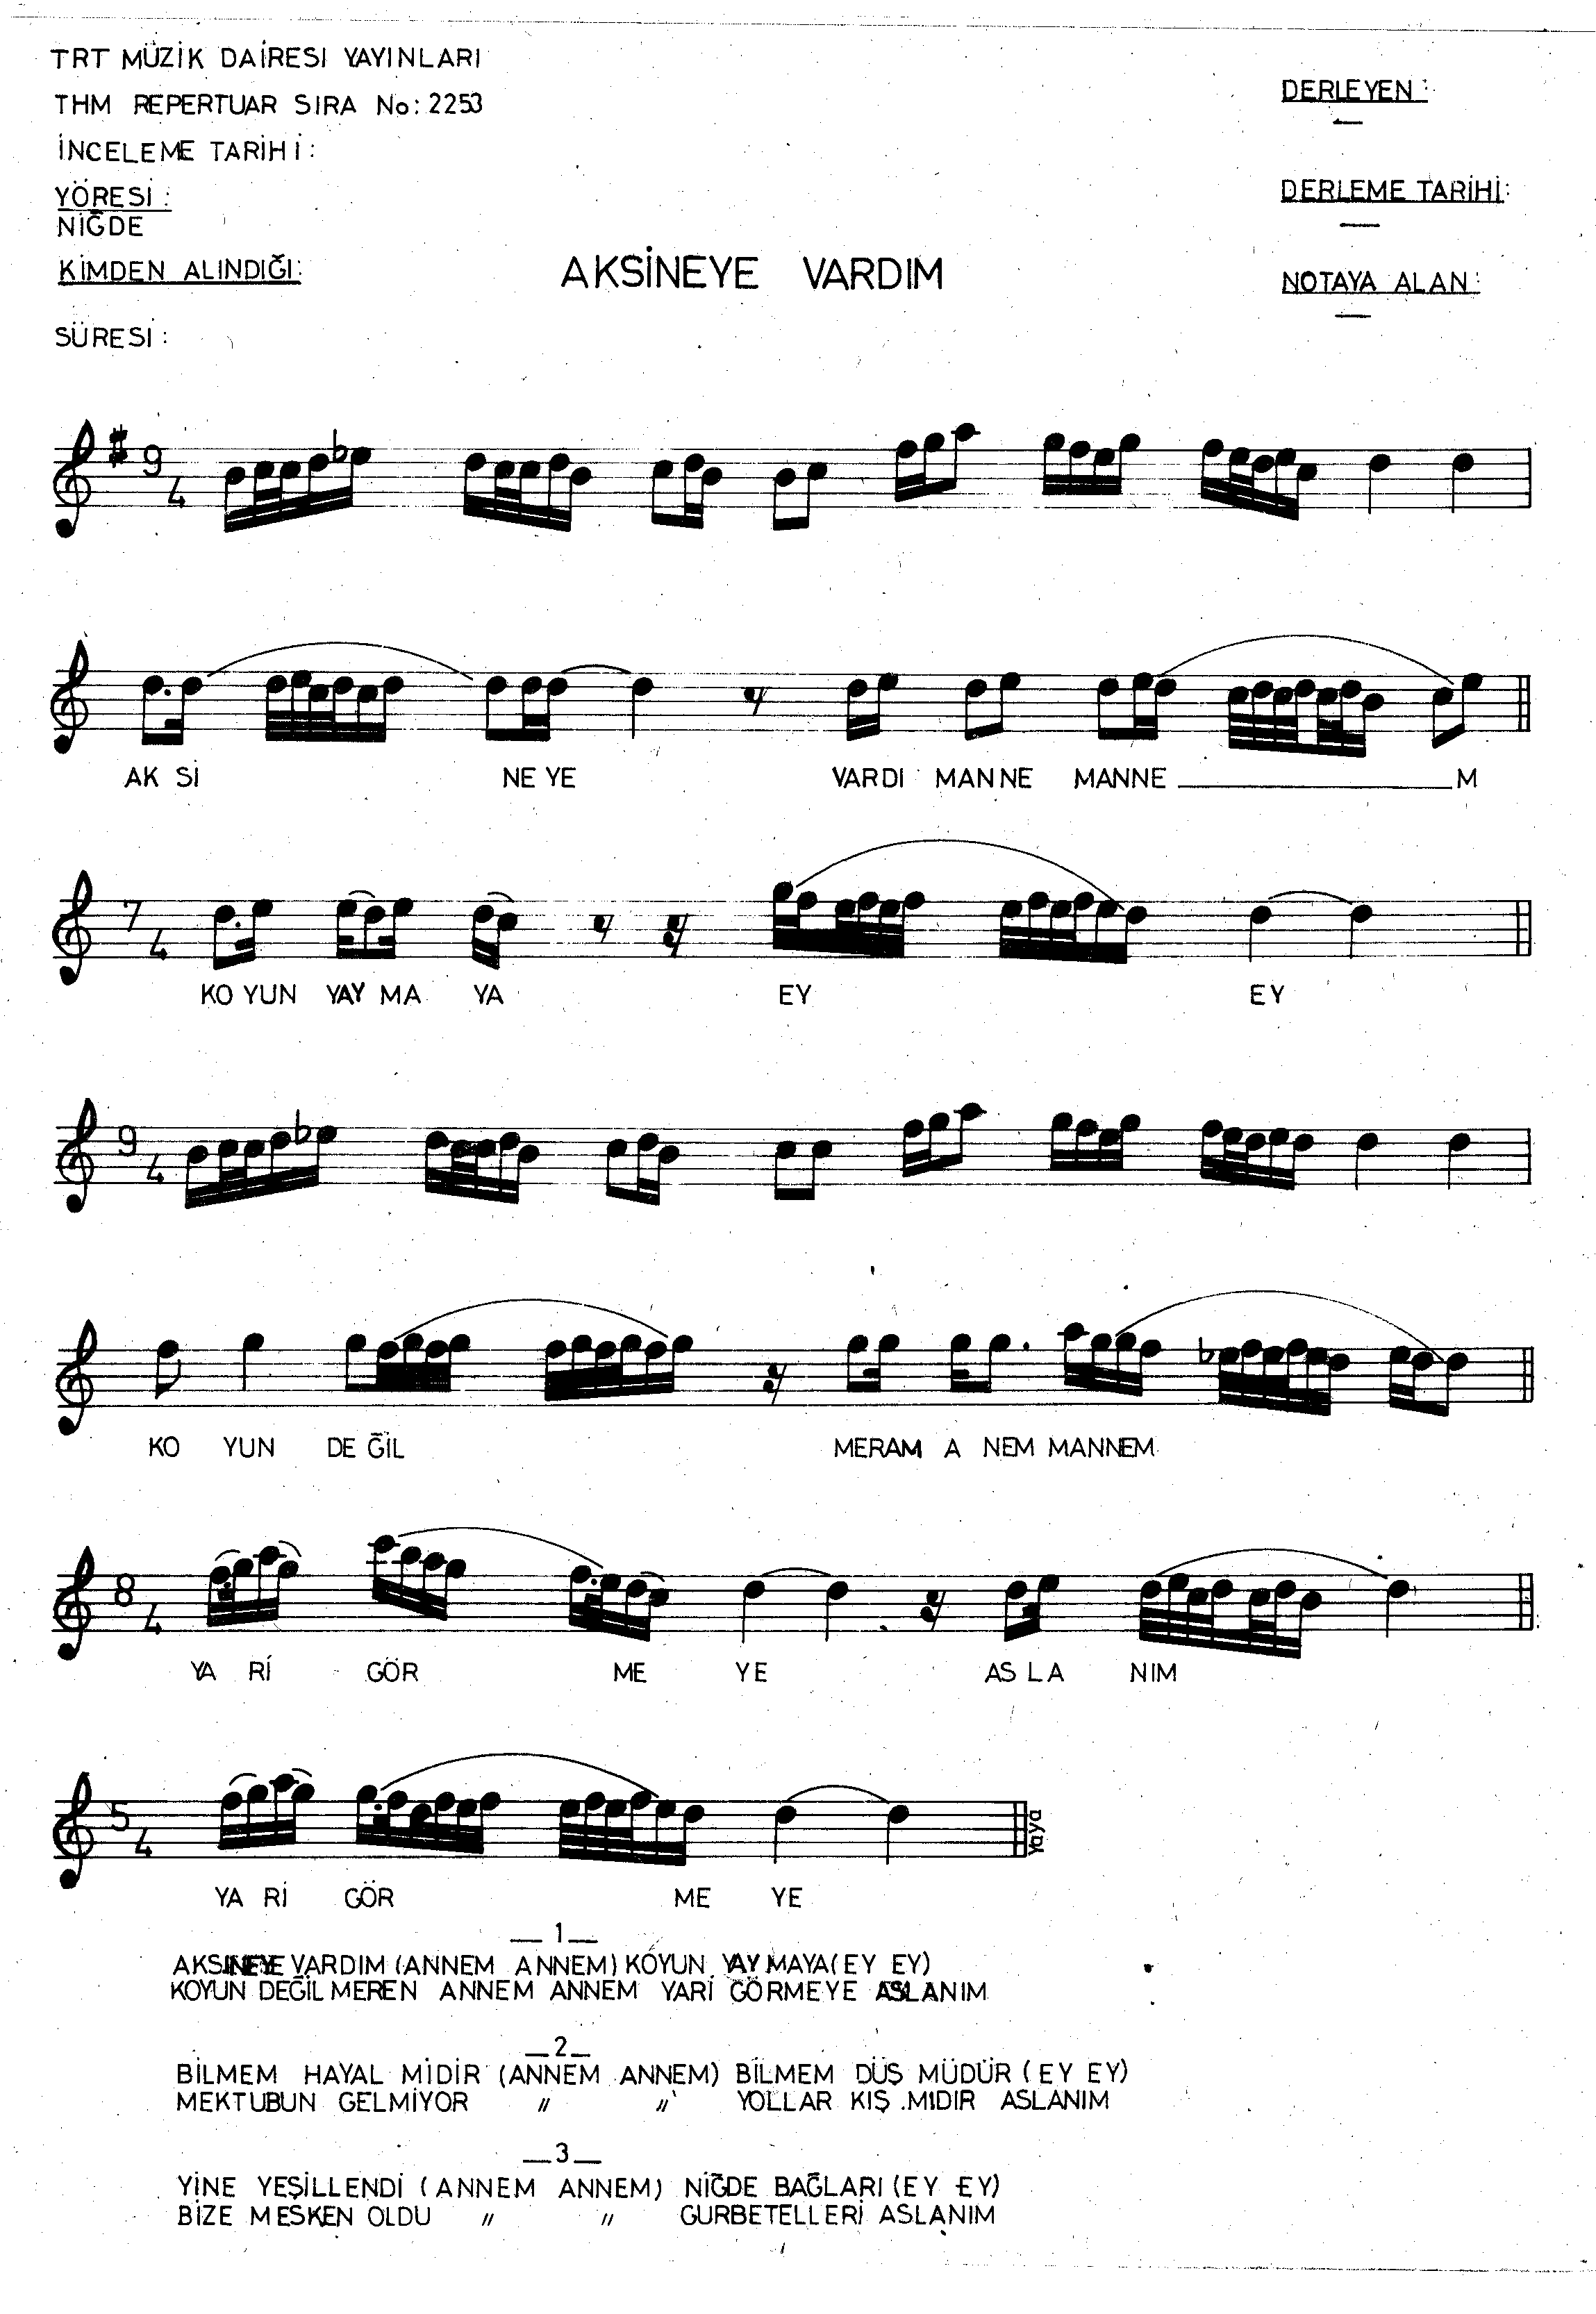 TRT MÜZİK DAİRESI YAYINLARI
THM REPERTUAR SIRA No: 2253
İNCELEME TARİHİ:
YÖRESİ:
NİĞDE
KİMDEN ALINDIĞI:
SÜRESİ:
DERLEYEN:
—
DERLEME TARİHİ:
—
NOTAYA ALAN:
—
AKSİNEYE VARDIM
9
4
AK Sİ NE YE VARDI MANNE MANNE M
7
4
KO YUN YAY MA YA EY EY
9
4
KO YUN DE ĞİL MERAM A NEM MANNEM
8
4
YA Rİ GÖR ME YE AS LA NIM
5
4
Yaya
YA Rİ GÖR ME YE
—1—
AKSİNEYE VARDIM (ANNEM ANNEM) KOYUN YAYMAYA (EY EY)
KOYUN DEĞİL MEREN ANNEM ANNEM YARİ GÖRMEYE ASLANIM
—2—
BİLMEM HAYAL MİDİR (ANNEM ANNEM) BİLMEM DÜŞ MÜDÜR (EY EY)
MEKTUBUN GELMİYOR " " YOLLAR KIŞ MIDIR ASLANIM
—3—
YİNE YEŞİLLENDİ (ANNEM ANNEM) NİĞDE BAĞLARI (EY EY)
BİZE MESKEN OLDU " " GURBETELLERİ ASLANIM